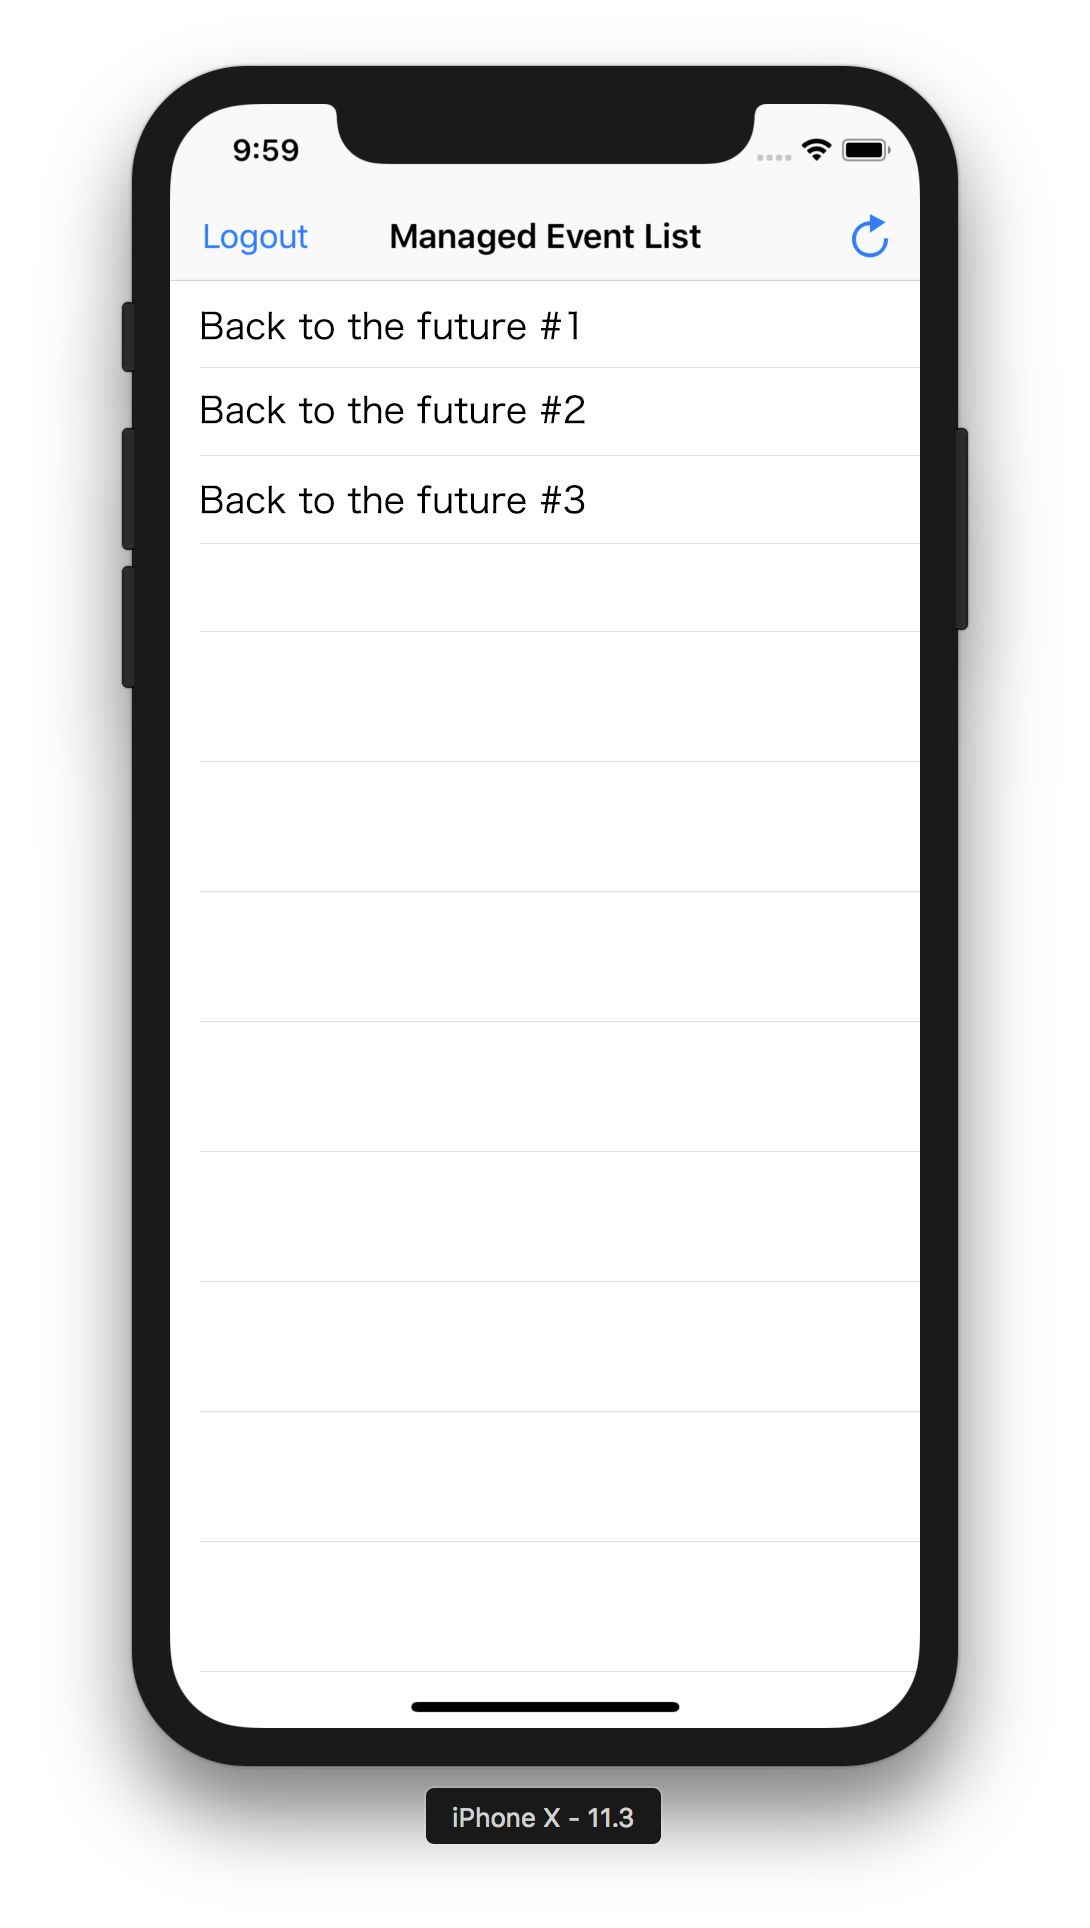 9:59
Logout Managed Event List
Back to the future #1
Back to the future #2
Back to the future #3
iPhone X - 11.3